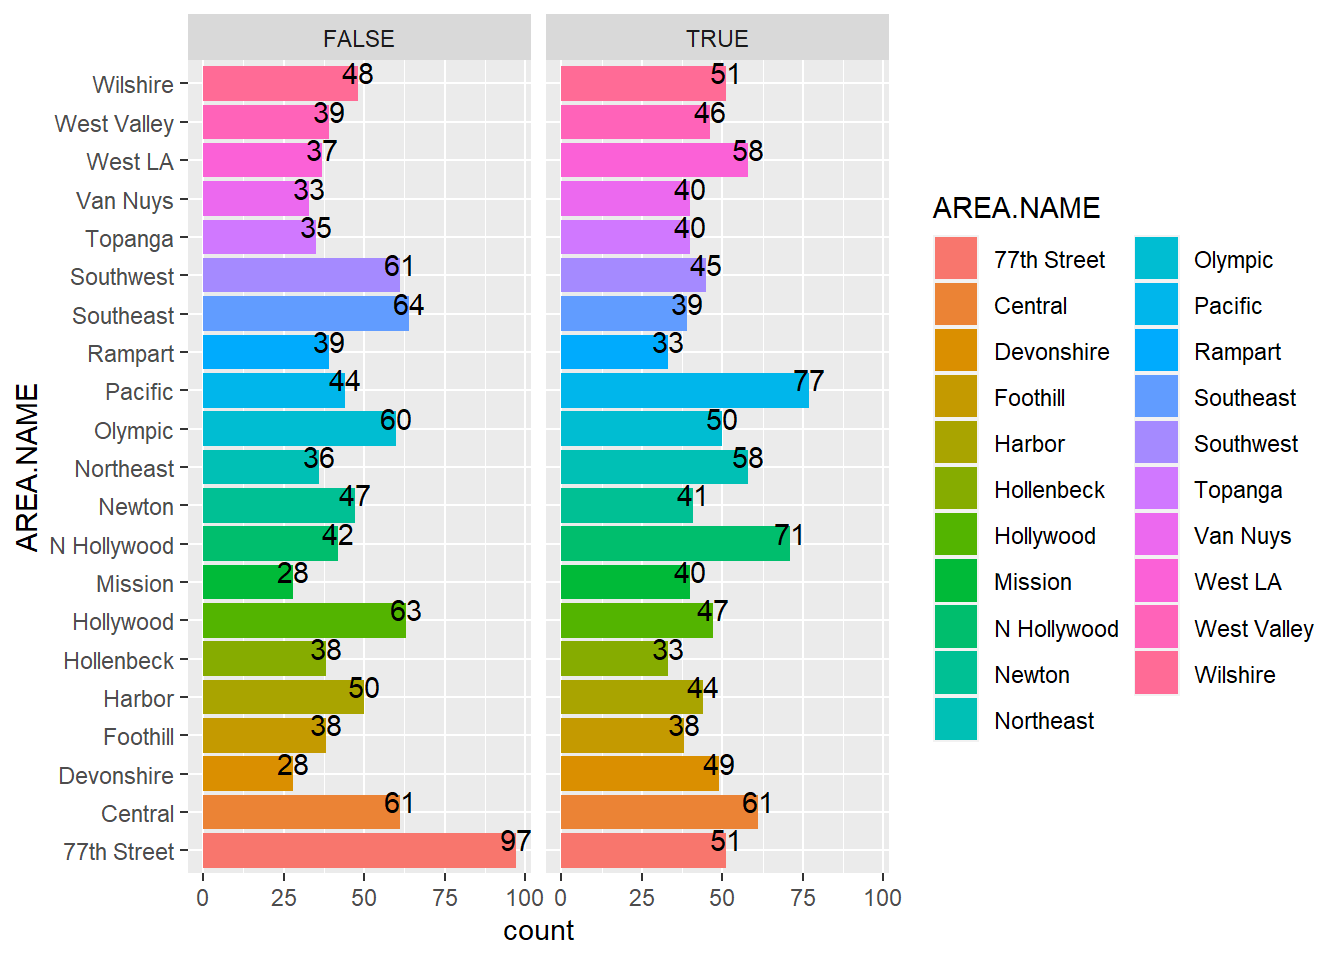 FALSE TRUE
Wilshire 48 51
West Valley 39 46
West LA 37 58
Van Nuys 33 40
Topanga 35 40
Southwest 61 45
Southeast 64 39
Rampart 39 33
Pacific 44 77
Olympic 60 50
Northeast 36 58
Newton 47 41
N Hollywood 42 71
Mission 28 40
Hollywood 63 47
Hollenbeck 38 33
Harbor 50 44
Foothill 38 38
Devonshire 28 49
Central 61 61
77th Street 97 51
0 25 50 75 100 0 25 50 75 100
count
AREA.NAME
AREA.NAME
77th Street
Central
Devonshire
Foothill
Harbor
Hollenbeck
Hollywood
Mission
N Hollywood
Newton
Northeast
Olympic
Pacific
Rampart
Southeast
Southwest
Topanga
Van Nuys
West LA
West Valley
Wilshire